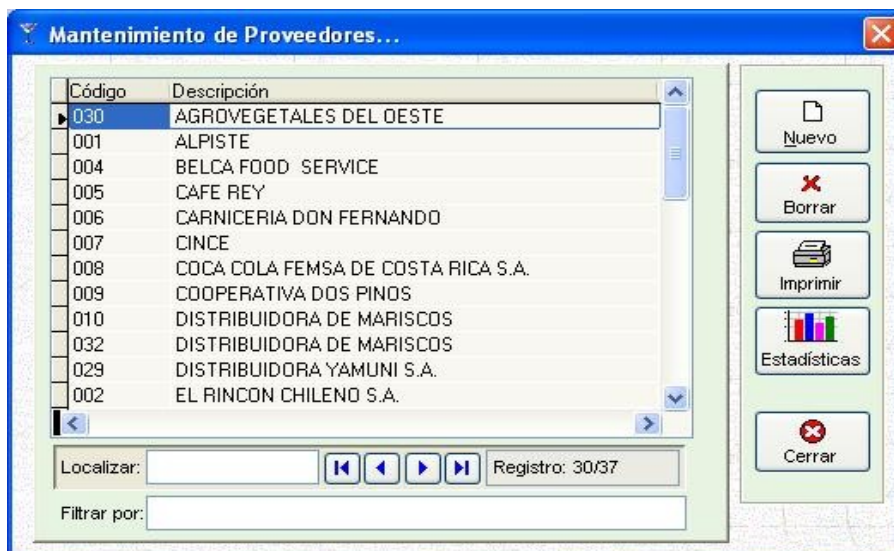 Mantenimiento de Proveedores...
Código Descripción
030 AGROVEGETALES DEL OESTE
001 ALPISTE
004 BELCA FOOD  SERVICE
005 CAFE REY
006 CARNICERIA DON FERNANDO
007 CINCE
008 COCA COLA FEMSA DE COSTA RICA S.A.
009 COOPERATIVA DOS PINOS
010 DISTRIBUIDORA DE MARISCOS
032 DISTRIBUIDORA DE MARISCOS
029 DISTRIBUIDORA YAMUNI S.A.
002 EL RINCON CHILENO S.A.
Localizar: Registro: 30/37
Filtrar por:
Nuevo
Borrar
Imprimir
Estadísticas
Cerrar